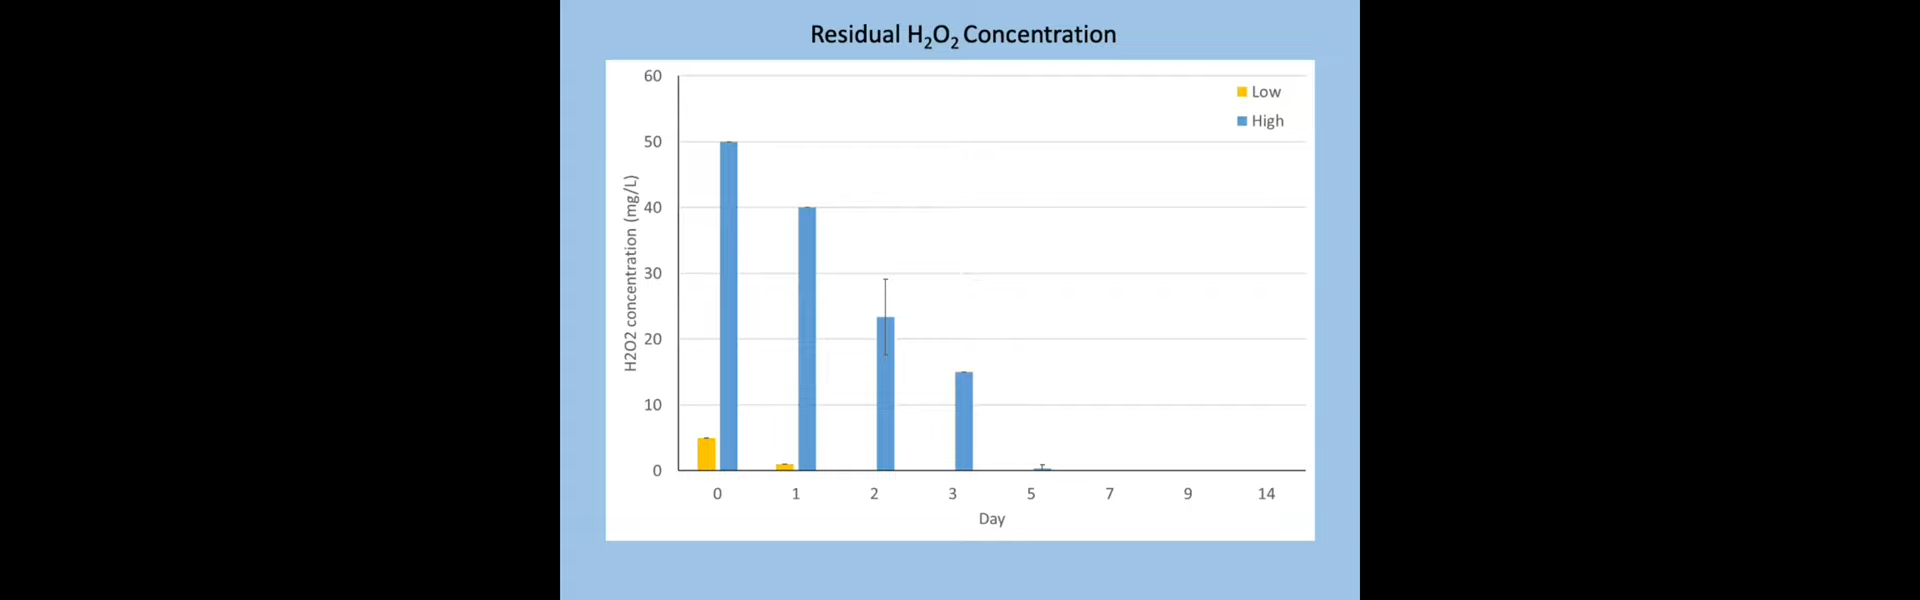 Residual H₂O₂ Concentration
60
Low
High
50
40
30
20
10
0
H2O2 concentration (mg/L)
0 1 2 3 5 7 9 14
Day